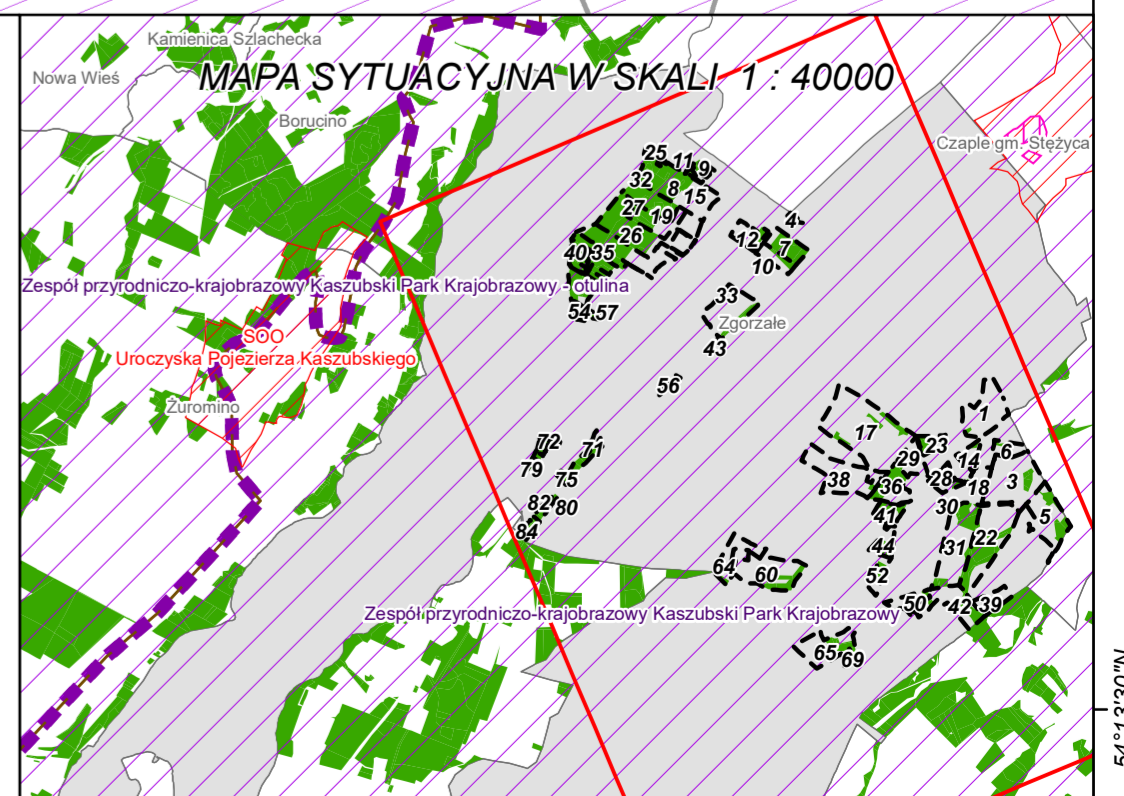 Kamienica Szlachecka
Nowa Wieś
MAPA SYTUACYJNA W SKALI 1 : 40000
Borucino
Czaple gm. Stężyca
25 11 9
32 8 15
27 19
4
26
12 7
40 35
10
Zespół przyrodniczo-krajobrazowy Kaszubski Park Krajobrazowy - otulina
33
54 57
Zgorzałe
SOO
43
Uroczyska Pojezierza Kaszubskiego
56
Żuromino
1
17
72 71 23 6
79 29 14
75 38 36 28 18 3
82 80 30
41 5
84 22
44 31
64 60 52
50 42 39
Zespół przyrodniczo-krajobrazowy Kaszubski Park Krajobrazowy
65 69
54°13'30"N